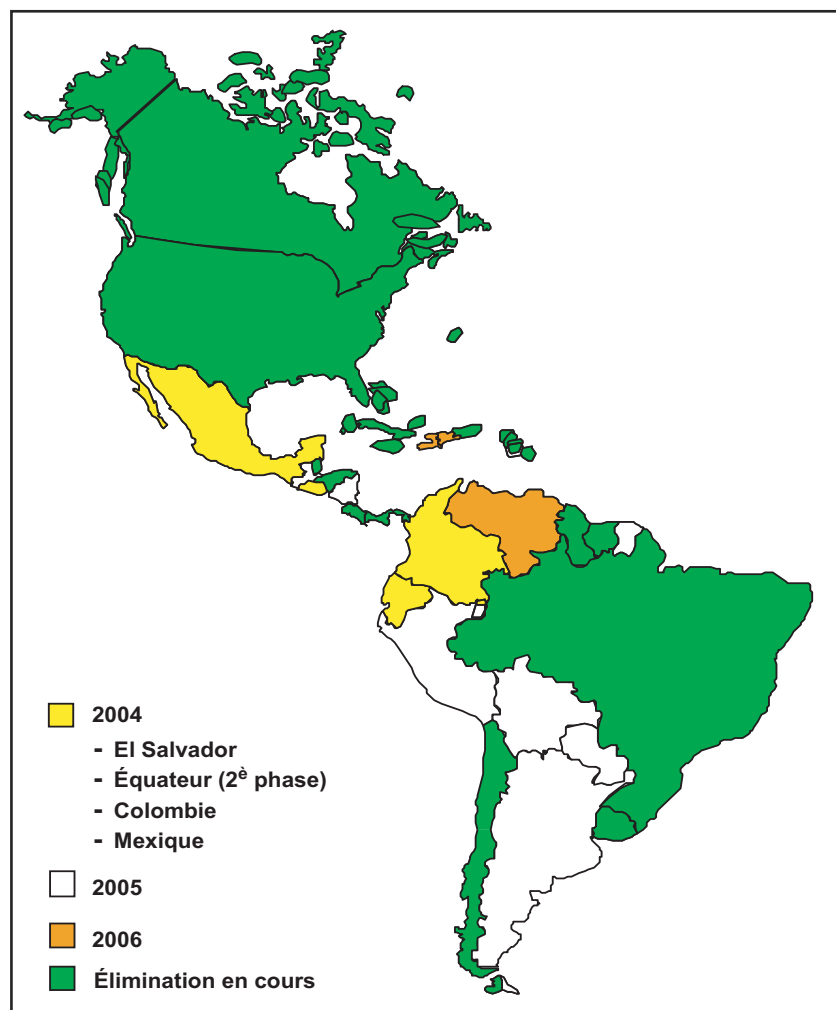 2004
- El Salvador
- Équateur (2è phase)
- Colombie
- Mexique
2005
2006
Élimination en cours